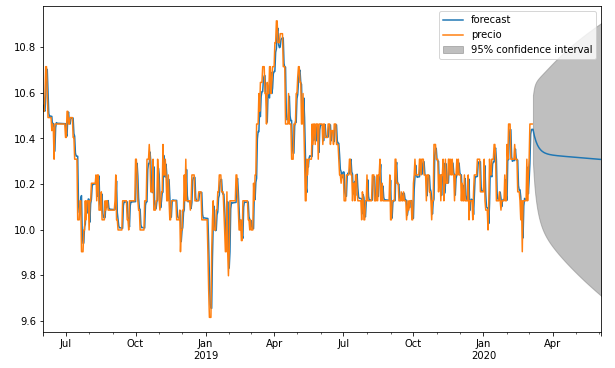 forecast
precio
95% confidence interval
10.8
10.6
10.4
10.2
10.0
9.8
9.6
Jul Oct Jan Apr Jul Oct Jan Apr
2019 2020